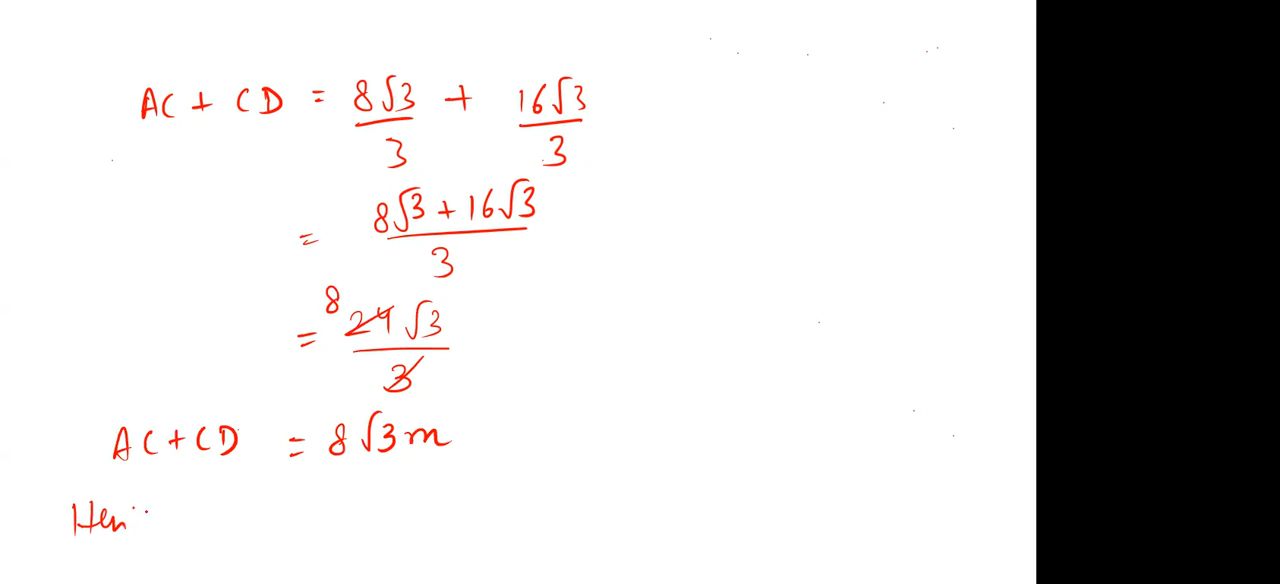 AC + CD = 8√3/3 + 16√3/3
= 8√3 + 16√3/3
= 8 24√3/3
AC + CD = 8√3 m
Hen